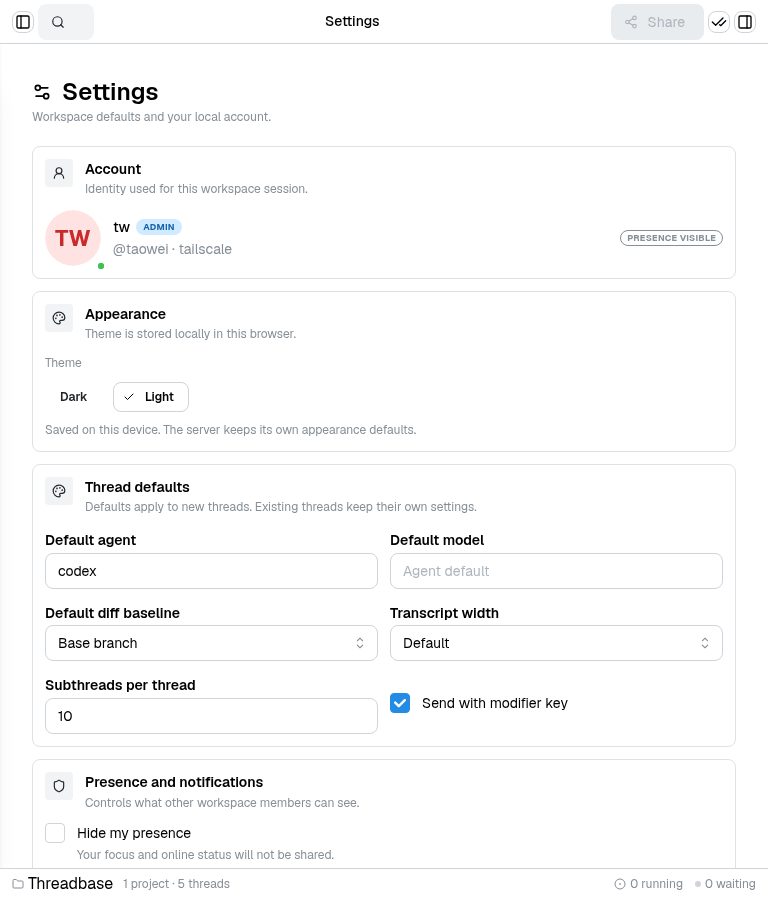 Settings
Share
Settings
Workspace defaults and your local account.
Account
Identity used for this workspace session.
TW
tw ADMIN
@taowei · tailscale
PRESENCE VISIBLE
Appearance
Theme is stored locally in this browser.
Theme
Dark Light
Saved on this device. The server keeps its own appearance defaults.
Thread defaults
Defaults apply to new threads. Existing threads keep their own settings.
Default agent Default model
codex Agent default
Default diff baseline Transcript width
Base branch Default
Subthreads per thread
10 Send with modifier key
Presence and notifications
Controls what other workspace members can see.
Hide my presence
Your focus and online status will not be shared.
Threadbase 1 project · 5 threads 0 running 0 waiting